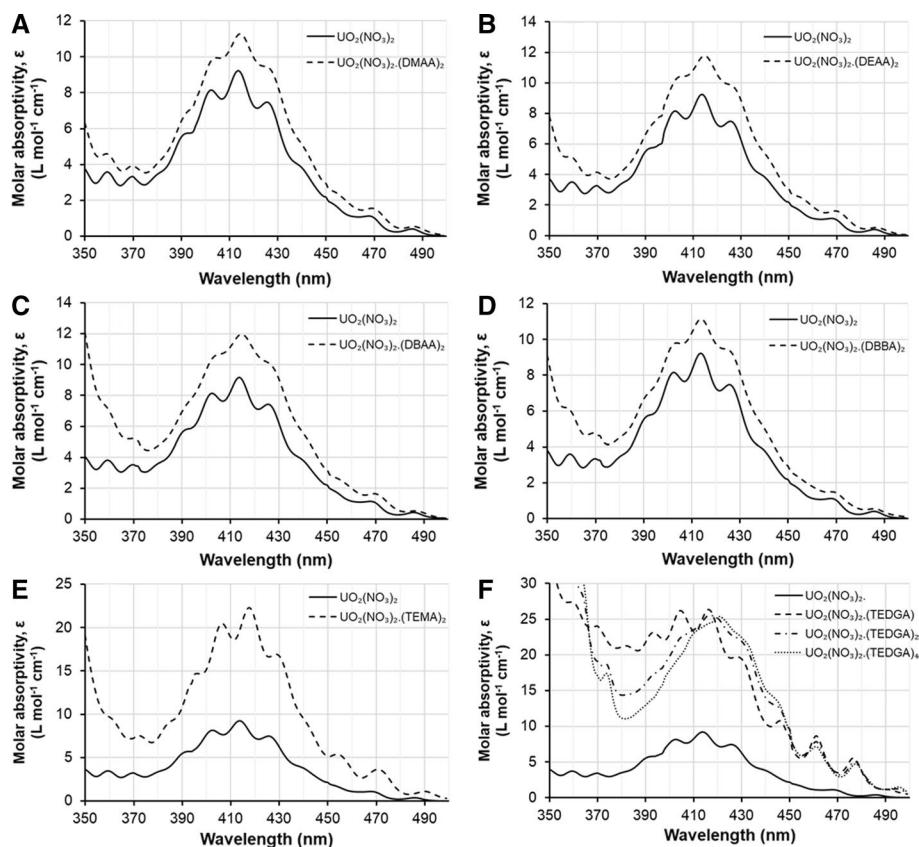 A
Molar absorptivity, ε
(L mol⁻¹ cm⁻¹)
12
10
8
6
4
2
0
350 370 390 410 430 450 470 490
Wavelength (nm)
UO₂(NO₃)₂
UO₂(NO₃)₂.(DMAA)₂
B
Molar absorptivity, ε
(L mol⁻¹ cm⁻¹)
14
12
10
8
6
4
2
0
350 370 390 410 430 450 470 490
Wavelength (nm)
UO₂(NO₃)₂
UO₂(NO₃)₂.(DEAA)₂
C
Molar absorptivity, ε
(L mol⁻¹ cm⁻¹)
14
12
10
8
6
4
2
0
350 370 390 410 430 450 470 490
Wavelength (nm)
UO₂(NO₃)₂
UO₂(NO₃)₂.(DBAA)₂
D
Molar absorptivity, ε
(L mol⁻¹ cm⁻¹)
12
10
8
6
4
2
0
350 370 390 410 430 450 470 490
Wavelength (nm)
UO₂(NO₃)₂
UO₂(NO₃)₂.(DBBA)₂
E
Molar absorptivity, ε
(L mol⁻¹ cm⁻¹)
25
20
15
10
5
0
350 370 390 410 430 450 470 490
Wavelength (nm)
UO₂(NO₃)₂
UO₂(NO₃)₂.(TEMA)₂
F
Molar absorptivity, ε
(L mol⁻¹ cm⁻¹)
30
25
20
15
10
5
0
350 370 390 410 430 450 470 490
Wavelength (nm)
UO₂(NO₃)₂.
UO₂(NO₃)₂.(TEDGA)
UO₂(NO₃)₂.(TEDGA)₂
UO₂(NO₃)₂.(TEDGA)₄